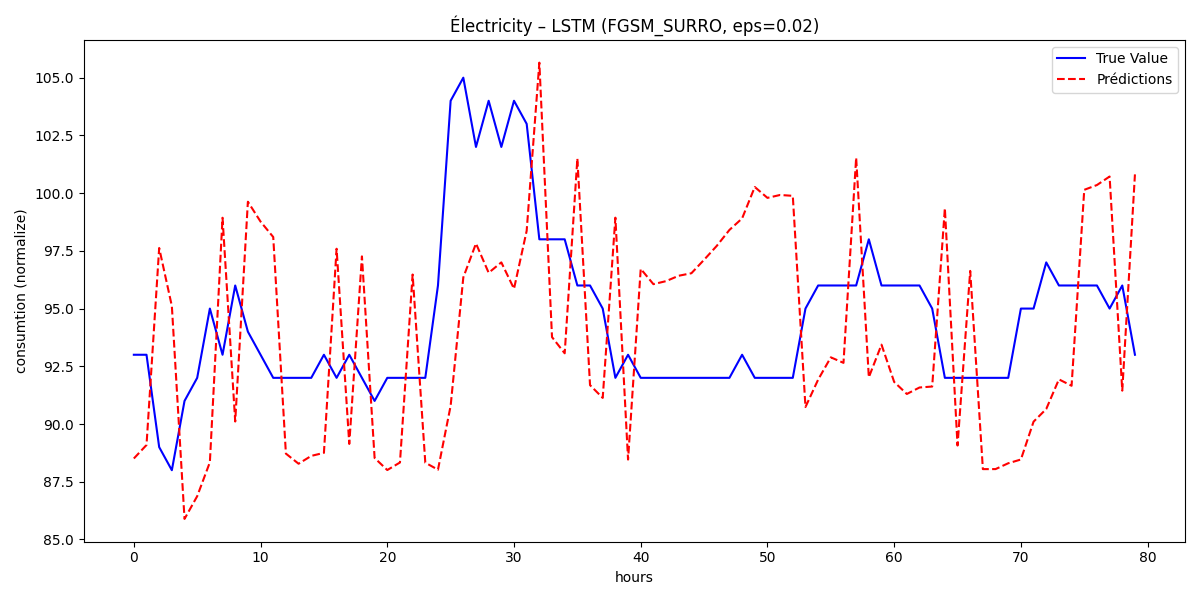 Électricity – LSTM (FGSM_SURRO, eps=0.02)
True Value
Prédictions
consumtion (normalize)
105.0
102.5
100.0
97.5
95.0
92.5
90.0
87.5
85.0
0 10 20 30 40 50 60 70 80
hours